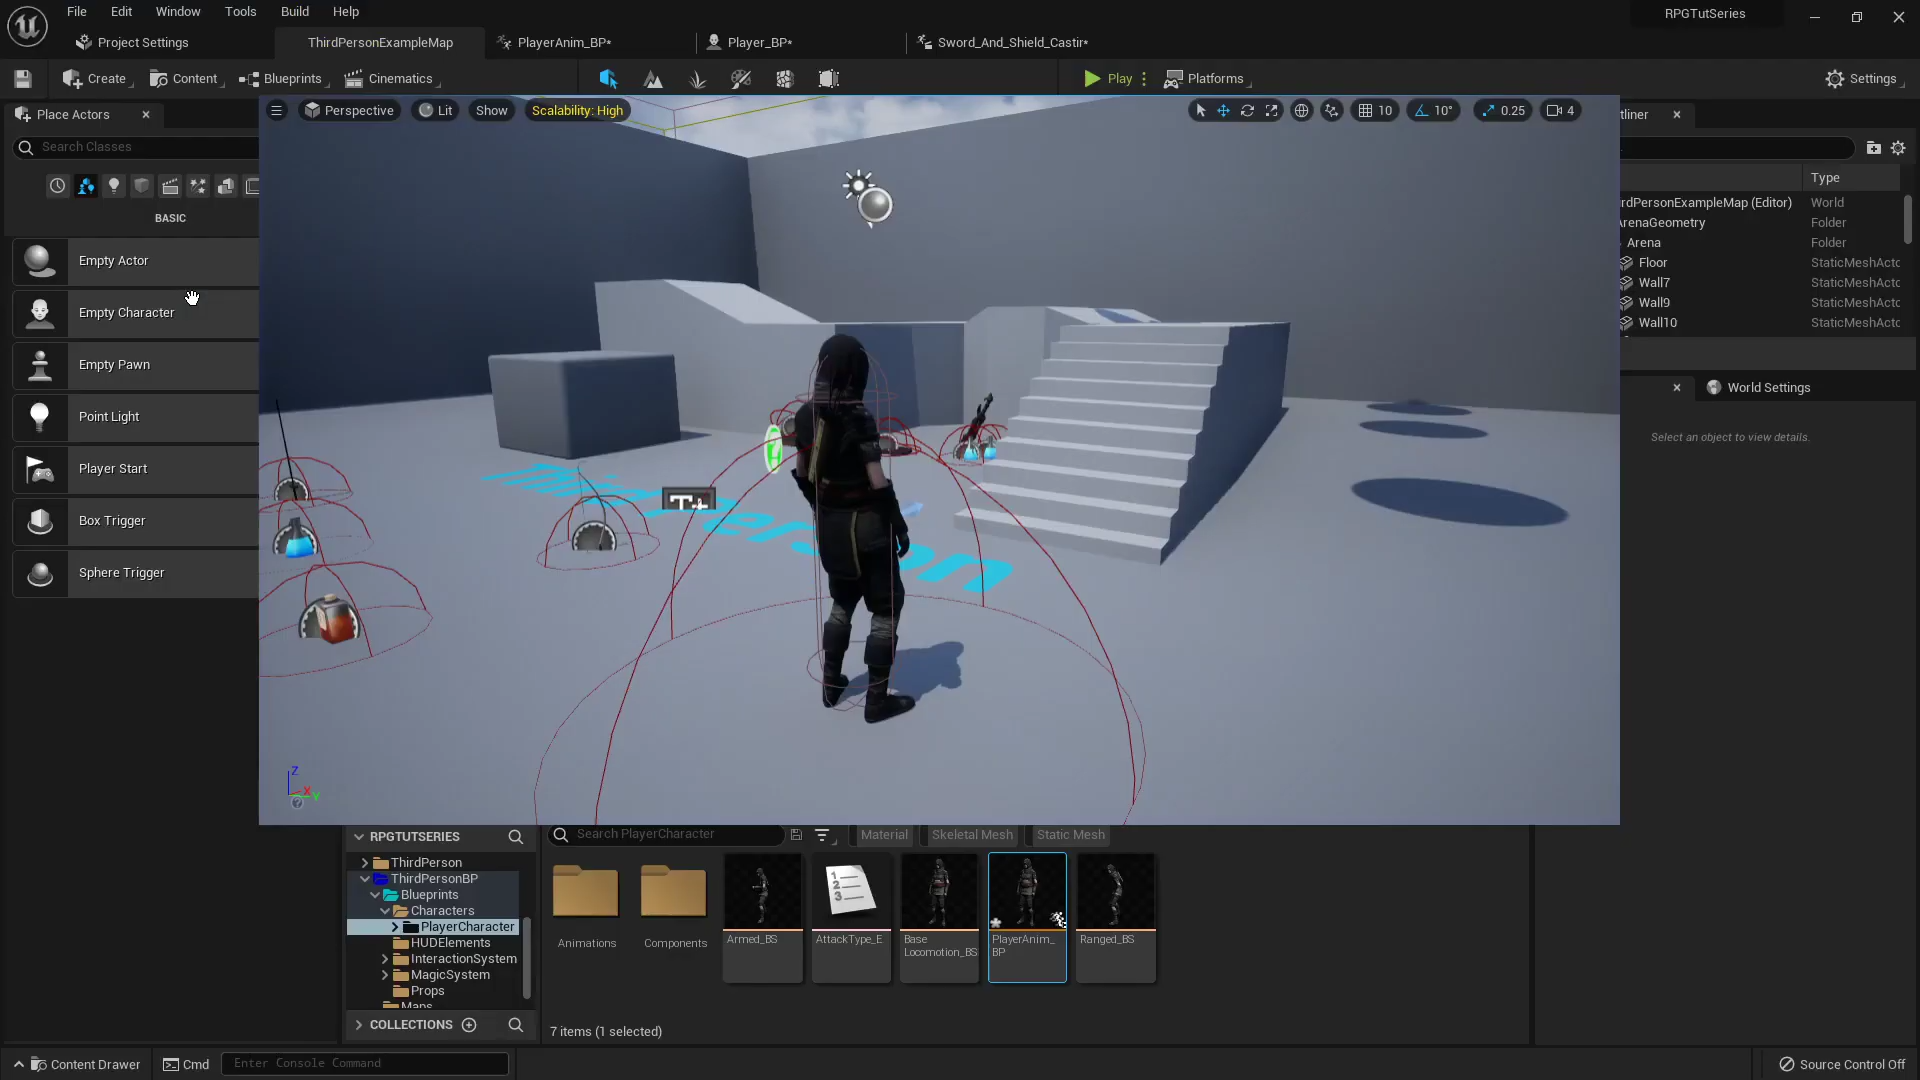 File Edit Window Tools Build Help RPGTutSeries
Project Settings ThirdPersonExampleMap PlayerAnim_BP* Player_BP* Sword_And_Shield_Castir*
Create Content Blueprints Cinematics Play Platforms Settings
Place Actors
Search Classes
BASIC
Empty Actor
Empty Character
Empty Pawn
Point Light
Player Start
Box Trigger
Sphere Trigger
Perspective Lit Show Scalability: High 10 10° 0.25 4
T+
erson
Z
X
Y
?
tliner
Type
rdPersonExampleMap (Editor) World
ArenaGeometry Folder
Arena Folder
Floor StaticMeshActc
Wall7 StaticMeshActc
Wall9 StaticMeshActc
Wall10 StaticMeshActc
World Settings
Select an object to view details.
RPGTUTSERIES
ThirdPerson
ThirdPersonBP
Blueprints
Characters
PlayerCharacter
HUDElements
InteractionSystem
MagicSystem
Props
Maps
COLLECTIONS
Search PlayerCharacter Material Skeletal Mesh Static Mesh
Animations
Components
Armed_BS
AttackType_E
Base
Locomotion_BS
PlayerAnim_
BP
Ranged_BS
1
2
3
7 items (1 selected)
Content Drawer Cmd Enter Console Command Source Control Off